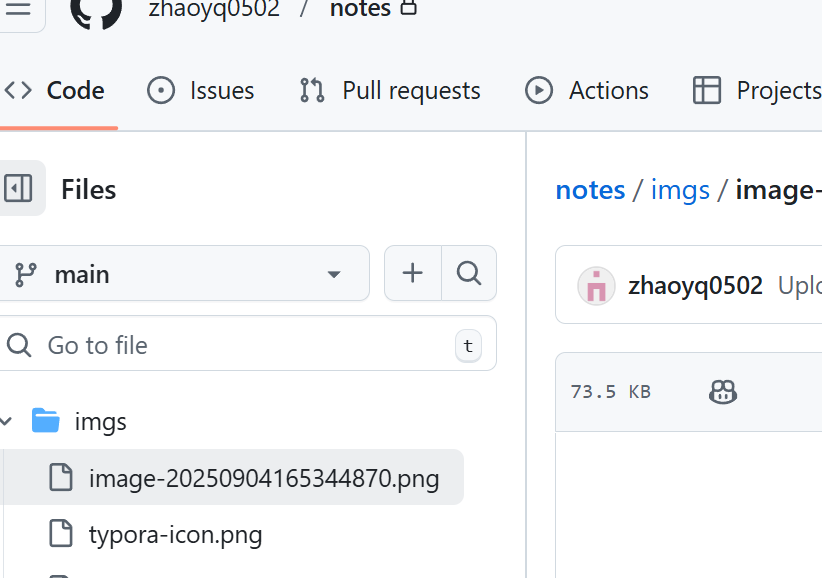 zhaoyq0502 / notes
Code Issues Pull requests Actions Projects
Files
notes / imgs / image-
main
zhaoyq0502 Uplo
Go to file t
73.5 KB
imgs
image-20250904165344870.png
typora-icon.png